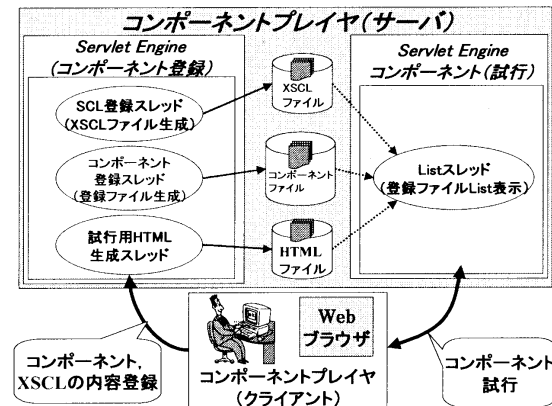 コンポーネントプレイヤ(サーバ)
Servlet Engine
(コンポーネント登録)
SCL登録スレッド
(XSCLファイル生成)
コンポーネント
登録スレッド
(登録ファイル生成)
試行用HTML
生成スレッド
XSCL
ファイル
コンポーネント
ファイル
HTML
ファイル
Servlet Engine
コンポーネント(試行)
Listスレッド
(登録ファイルList表示)
コンポーネント,
XSCLの内容登録
Web
ブラウザ
コンポーネントプレイヤ
(クライアント)
コンポーネント
試行